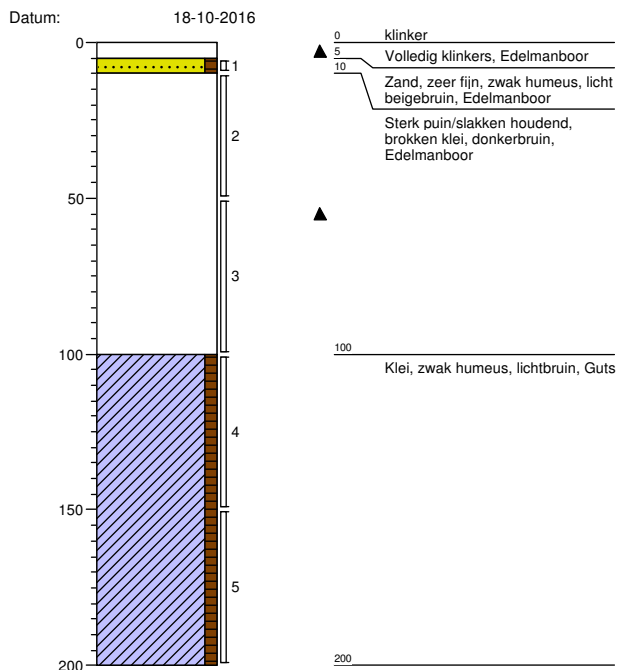 Datum: 18-10-2016
0
50
100
150
200
1
2
3
4
5
0 klinker
5 Volledig klinkers, Edelmanboor
10 Zand, zeer fijn, zwak humeus, licht
beigebruin, Edelmanboor
Sterk puin/slakken houdend,
brokken klei, donkerbruin,
Edelmanboor
100
Klei, zwak humeus, lichtbruin, Guts
200